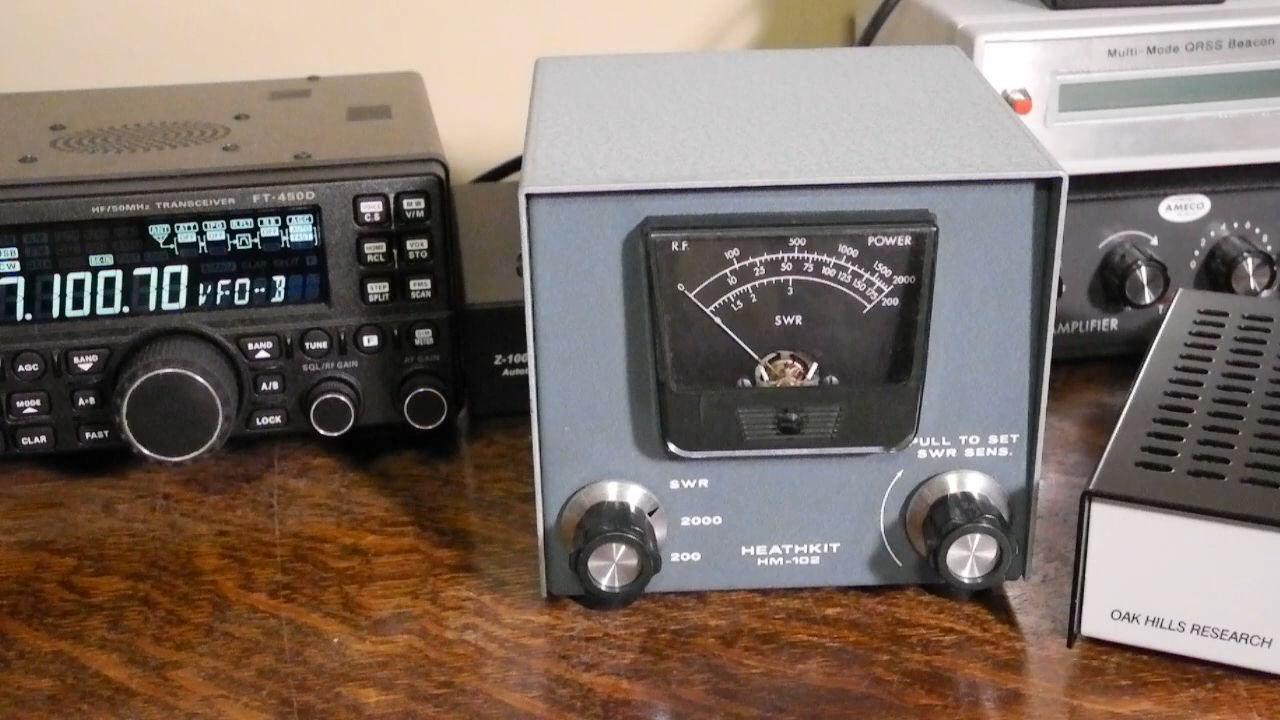 Multi-Mode QRSS Beacon
HF/50MHz TRANSCEIVER FT-450D
C.S
V/M
HOME
RCL
VOX
STO
STEP
SPLIT
PMS
SCAN
7.100.70 VFO-B
AGC
BAND
BAND
TUNE
F
METER
SQL/RF GAIN
AF GAIN
MODE
A/B
CLAR
FAST
LOCK
Z-100
R.F. POWER
0 100 500 1000 1500 2000
0 10 25 50 75 100 125 150 175 200
1.5 2 3
SWR
PULL TO SET
SWR SENS.
SWR
2000
200
HEATHKIT
HM-102
AMECO
AMPLIFIER
OAK HILLS RESEARCH